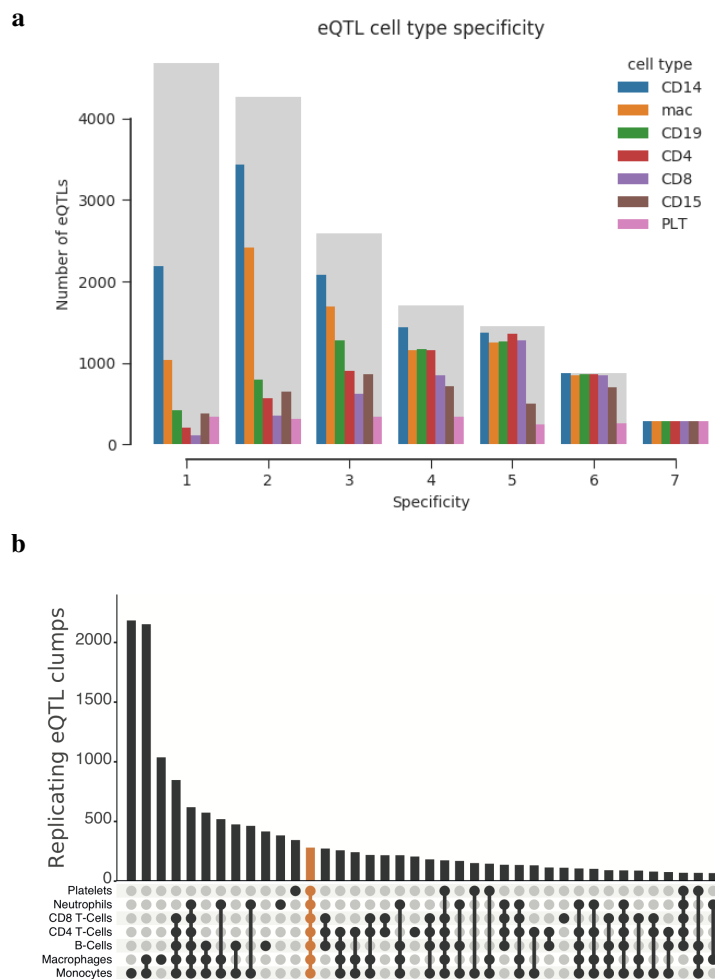 a
eQTL cell type specificity
cell type
CD14
mac
CD19
CD4
CD8
CD15
PLT
Number of eQTLs
4000
3000
2000
1000
0
1 2 3 4 5 6 7
Specificity
b
Replicating eQTL clumps
2000
1500
1000
500
0
Platelets
Neutrophils
CD8 T-Cells
CD4 T-Cells
B-Cells
Macrophages
Monocytes